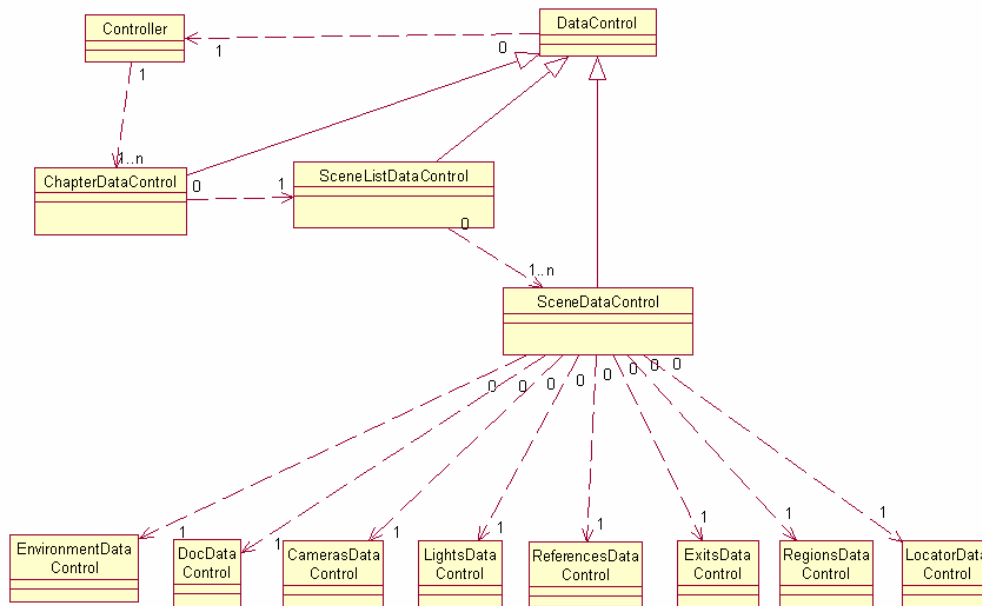 DataControl
Controller
0
1
1
1..n
ChapterDataControl
0
1
SceneListDataControl
0
1..n
SceneDataControl
0
0
0
0
0
0
0
0
1
1
1
1
1
1
1
1
EnvironmentData
Control
DocData
Control
CamerasData
Control
LightsData
Control
ReferencesData
Control
ExitsData
Control
RegionsData
Control
LocatorData
Control